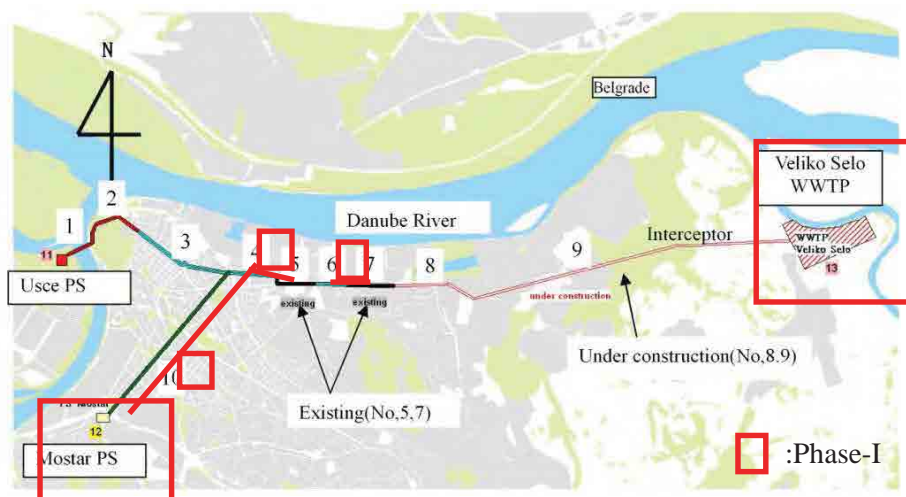 N
Belgrade
Veliko Selo
WWTP
2
1
Danube River
3
Interceptor
9
WWTP
Veliko Selo
11
4
5
6
7
8
13
Usce PS
existing
existing
under construction
10
Under construction(No,8.9)
Existing(No,5,7)
12
Mostar PS
:Phase-I